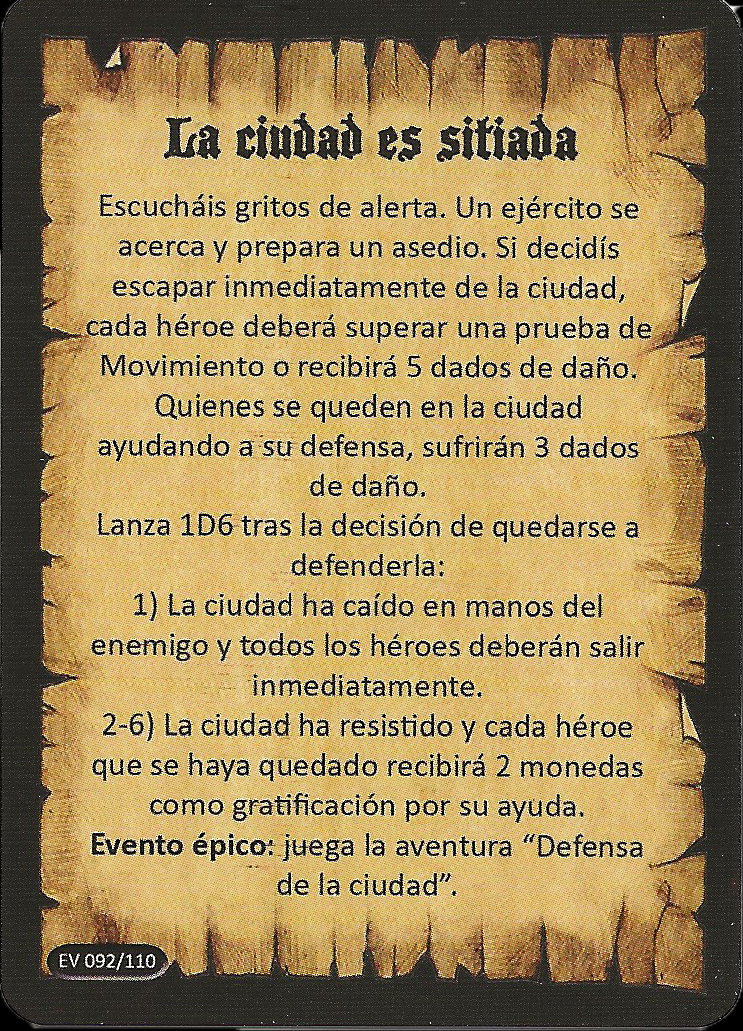 La ciudad es sitiada
Escucháis gritos de alerta. Un ejército se
acerca y prepara un asedio. Si decidís
escapar inmediatamente de la ciudad,
cada héroe deberá superar una prueba de
Movimiento o recibirá 5 dados de daño.
Quienes se queden en la ciudad
ayudando a su defensa, sufrirán 3 dados
de daño.
Lanza 1D6 tras la decisión de quedarse a
defenderla:
1) La ciudad ha caído en manos del
enemigo y todos los héroes deberán salir
inmediatamente.
2-6) La ciudad ha resistido y cada héroe
que se haya quedado recibirá 2 monedas
como gratificación por su ayuda.
Evento épico: juega la aventura “Defensa
de la ciudad”.
EV 092/110